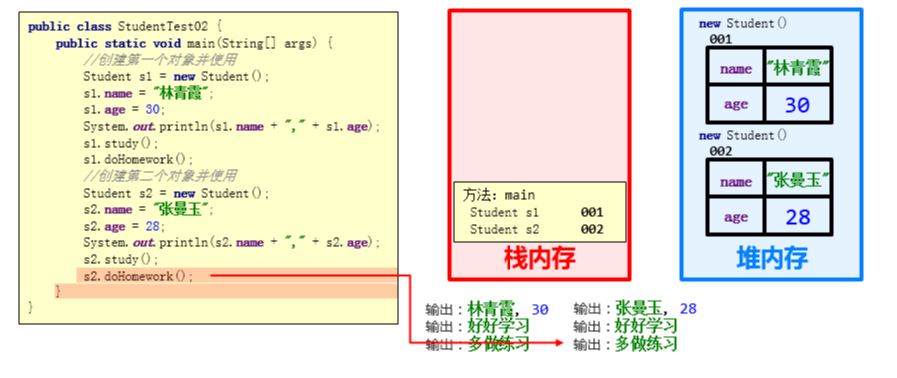 public class StudentTest02 {
public static void main(String[] args) {
//创建第一个对象并使用
Student s1 = new Student();
s1.name = "林青霞";
s1.age = 30;
System.out.println(s1.name + "," + s1.age);
s1.study();
s1.doHomework();
//创建第二个对象并使用
Student s2 = new Student();
s2.name = "张曼玉";
s2.age = 28;
System.out.println(s2.name + "," + s2.age);
s2.study();
s2.doHomework();
}
}
方法：main
Student s1 001
Student s2 002
栈内存
new Student()
001
name "林青霞"
age 30
new Student()
002
name "张曼玉"
age 28
堆内存
输出：林青霞, 30
输出：好好学习
输出：多做练习
输出：张曼玉, 28
输出：好好学习
输出：多做练习